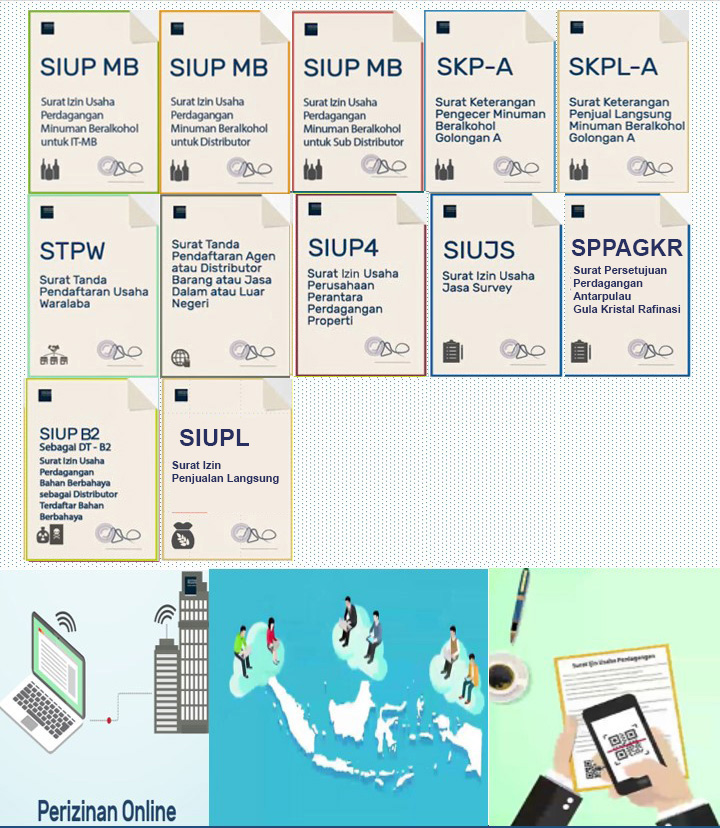 SIUP MB
Surat Izin Usaha
Perdagangan
Minuman Beralkohol
untuk IT-MB
SIUP MB
Surat Izin Usaha
Perdagangan
Minuman Beralkohol
untuk Distributor
SIUP MB
Surat Izin Usaha
Perdagangan
Minuman Beralkohol
untuk Sub Distributor
SKP-A
Surat Keterangan
Pengecer Minuman
Beralkohol
Golongan A
SKPL-A
Surat Keterangan
Penjual Langsung
Minuman Beralkohol
Golongan A
STPW
Surat Tanda
Pendaftaran Usaha
Waralaba
Surat Tanda
Pendaftaran Agen
atau Distributor
Barang atau Jasa
Dalam atau Luar
Negeri
SIUP4
Surat Izin Usaha
Perusahaan
Perantara
Perdagangan
Properti
SIUJS
Surat Izin Usaha
Jasa Survey
SPPAGKR
Surat Persetujuan
Perdagangan
Antarpulau
Gula Kristal Rafinasi
SIUP B2
Sebagai DT - B2
Surat Izin Usaha
Perdagangan
Bahan Berbahaya
sebagai Distributor
Terdaftar Bahan
Berbahaya
SIUPL
Surat Izin
Penjualan Langsung
Perizinan Online
Surat Ijin Usaha Perdagangan